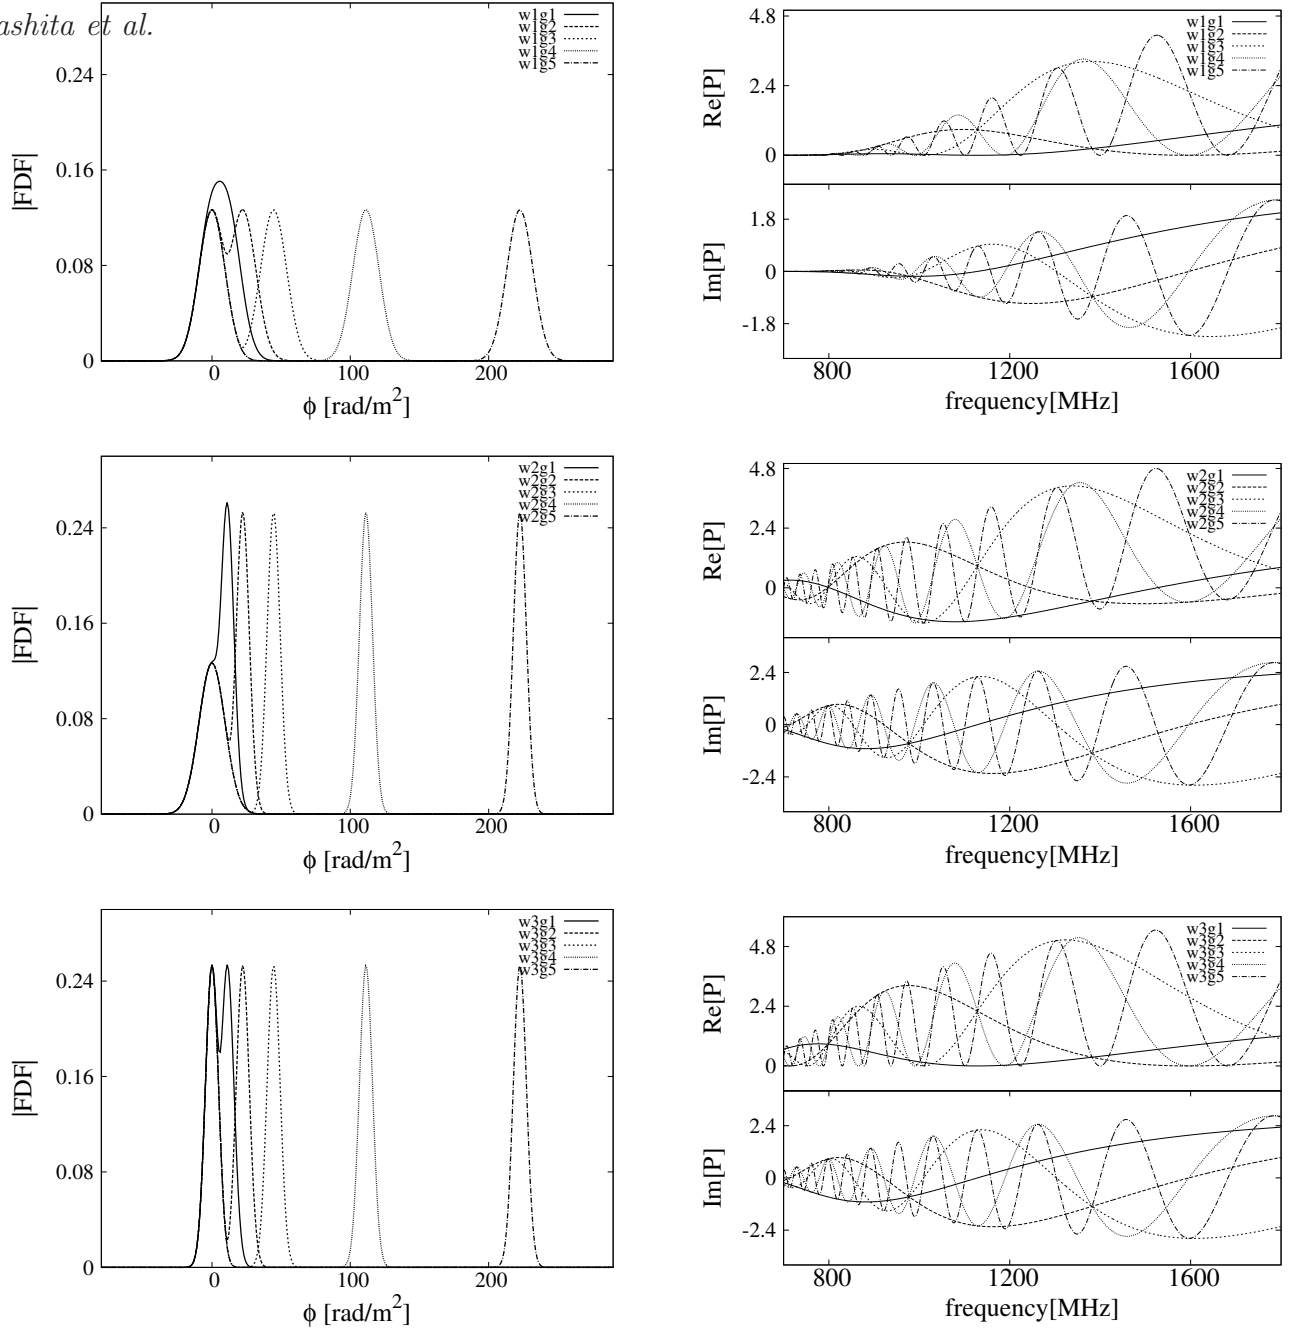 ashita et al.
w1g1
w1g2
w1g3
w1g4
w1g5
0.24
0.16
0.08
0
|FDF|
0 100 200
ϕ [rad/m²]
w1g1
w1g2
w1g3
w1g4
w1g5
4.8
2.4
0
Re[P]
1.8
0
-1.8
Im[P]
800 1200 1600
frequency[MHz]
w2g1
w2g2
w2g3
w2g4
w2g5
0.24
0.16
0.08
0
|FDF|
0 100 200
ϕ [rad/m²]
w2g1
w2g2
w2g3
w2g4
w2g5
4.8
2.4
0
Re[P]
2.4
0
-2.4
Im[P]
800 1200 1600
frequency[MHz]
w3g1
w3g2
w3g3
w3g4
w3g5
0.24
0.16
0.08
0
|FDF|
0 100 200
ϕ [rad/m²]
w3g1
w3g2
w3g3
w3g4
w3g5
4.8
2.4
0
Re[P]
2.4
0
-2.4
Im[P]
800 1200 1600
frequency[MHz]